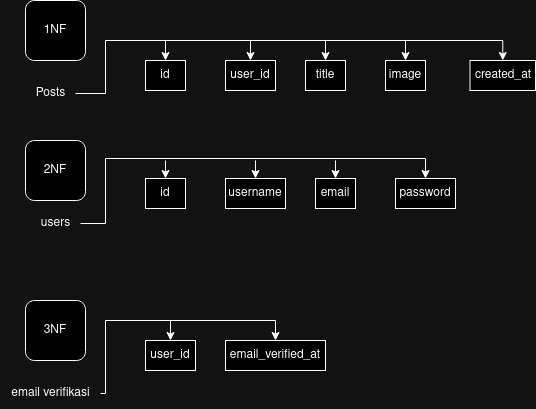 1NF
Posts
id
user_id
title
image
created_at
2NF
users
id
username
email
password
3NF
email verifikasi
user_id
email_verified_at